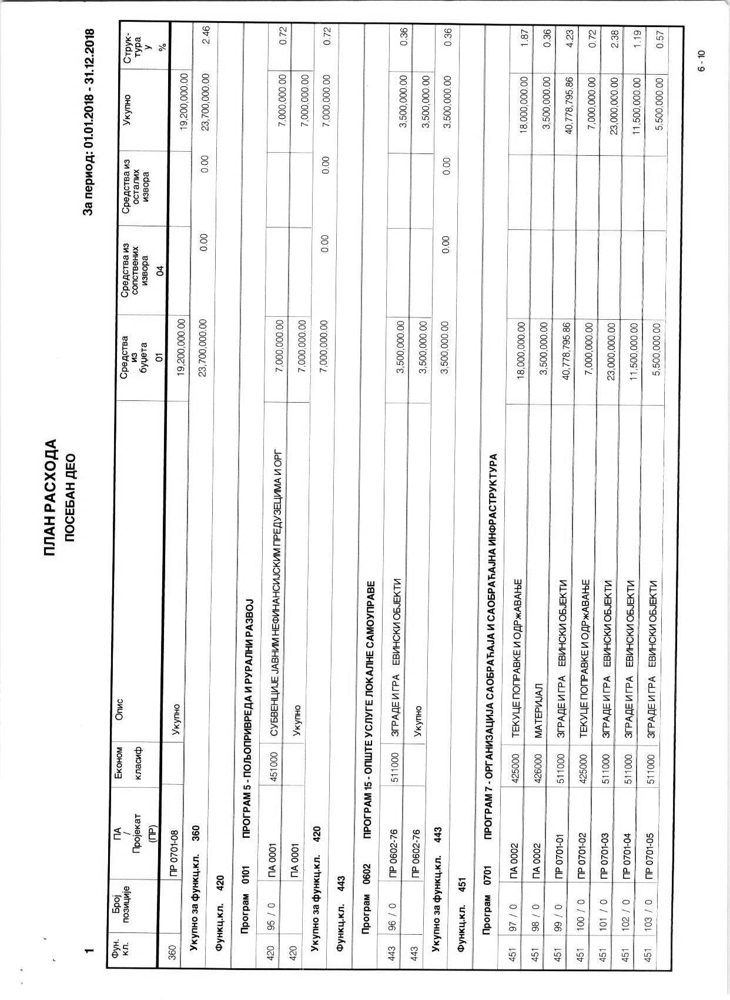 ПЛАН РАСХОДА
ПОСЕБАН ДЕО
1 За период: 01.01.2018 - 31.12.2018
Фун. кл. | Број позиције | ПА / Пројекат (ПР) | Економ класиф | Опис | Средства из буџета 01 | Средства из сопствених извора 04 | Средства из осталих извора | Укупно | Струк- тура у %
360 ПР 0701-08 Укупно 19,200,000.00 19,200,000.00
Укупно за функц.кл. 360 23,700,000.00 0.00 0.00 23,700,000.00 2.46
Функц.кл. 420
Програм 0101 ПРОГРАМ 5 - ПОЉОПРИВРЕДА И РУРАЛНИ РАЗВОЈ
420 95 / 0 ПА 0001 451000 СУБВЕНЦИЈЕ ЈАВНИМ НЕФИНАНСИЈСКИМ ПРЕДУЗЕЦИМА И ОРГ 7,000,000.00 7,000,000.00 0.72
420 ПА 0001 Укупно 7,000,000.00 7,000,000.00
Укупно за функц.кл. 420 7,000,000.00 0.00 0.00 7,000,000.00 0.72
Функц.кл. 443
Програм 0602 ПРОГРАМ 15 - ОПШТЕ УСЛУГЕ ЛОКАЛНЕ САМОУПРАВЕ
443 96 / 0 ПР 0602-76 511000 ЗГРАДЕ И ГРА ЕВИНСКИ ОБЈЕКТИ 3,500,000.00 3,500,000.00 0.36
443 ПР 0602-76 Укупно 3,500,000.00 3,500,000.00
Укупно за функц.кл. 443 3,500,000.00 0.00 0.00 3,500,000.00 0.36
Функц.кл. 451
Програм 0701 ПРОГРАМ 7 - ОРГАНИЗАЦИЈА САОБРАЋАЈА И САОБРАЋАЈНА ИНФРАСТРУКТУРА
451 97 / 0 ПА 0002 425000 ТЕКУЦЕ ПОПРАВКЕ И ОДРжАВАЊЕ 18,000,000.00 18,000,000.00 1.87
451 98 / 0 ПА 0002 426000 МАТЕРИЈАЛ 3,500,000.00 3,500,000.00 0.36
451 99 / 0 ПР 0701-01 511000 ЗГРАДЕ И ГРА ЕВИНСКИ ОБЈЕКТИ 40,778,795.86 40,778,795.86 4.23
451 100 / 0 ПР 0701-02 425000 ТЕКУЦЕ ПОПРАВКЕ И ОДРжАВАЊЕ 7,000,000.00 7,000,000.00 0.72
451 101 / 0 ПР 0701-03 511000 ЗГРАДЕ И ГРА ЕВИНСКИ ОБЈЕКТИ 23,000,000.00 23,000,000.00 2.38
451 102 / 0 ПР 0701-04 511000 ЗГРАДЕ И ГРА ЕВИНСКИ ОБЈЕКТИ 11,500,000.00 11,500,000.00 1.19
451 103 / 0 ПР 0701-05 511000 ЗГРАДЕ И ГРА ЕВИНСКИ ОБЈЕКТИ 5,500,000.00 5,500,000.00 0.57
6 - 10